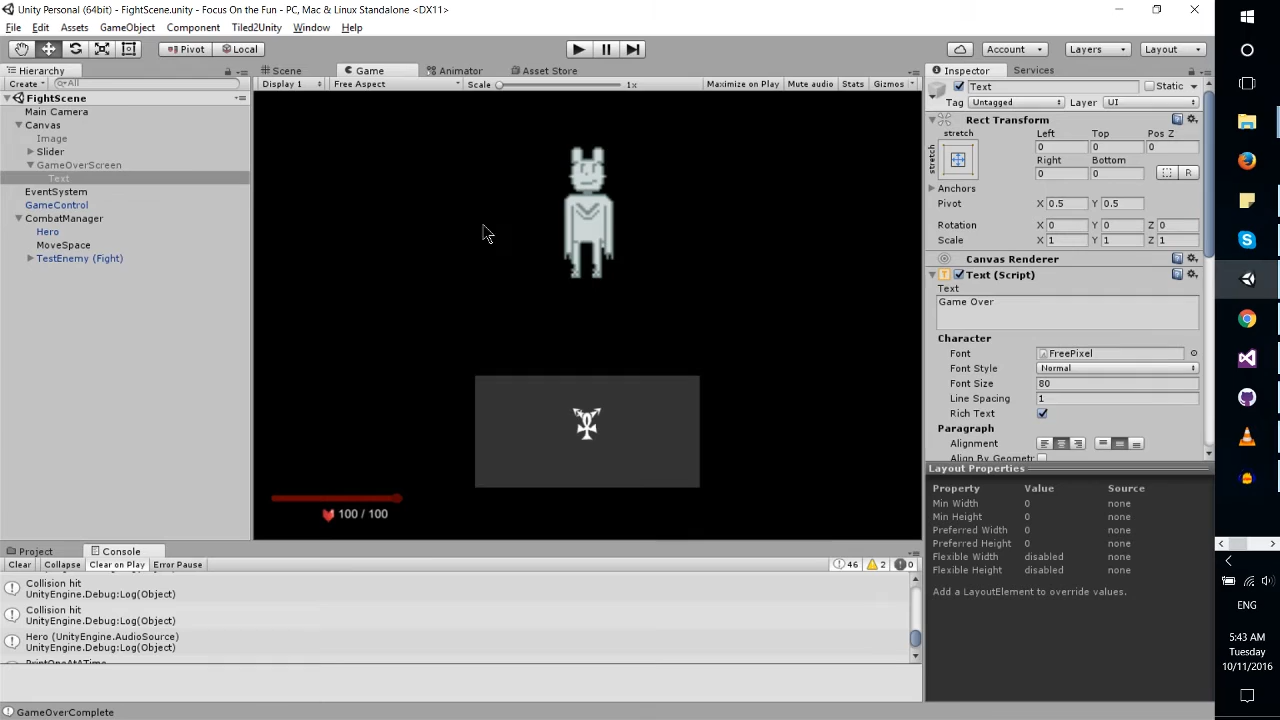 Unity Personal (64bit) - FightScene.unity - Focus On the Fun - PC, Mac & Linux Standalone <DX11>
File Edit Assets GameObject Component Tiled2Unity Window Help
Pivot Local Account Layers Layout
Hierarchy
Create All
FightScene
Main Camera
Canvas
Image
Slider
GameOverScreen
Text
EventSystem
GameControl
CombatManager
Hero
MoveSpace
TestEnemy (Fight)
Scene Game Animator Asset Store
Display 1 Free Aspect Scale 1x Maximize on Play Mute audio Stats Gizmos
100 / 100
Project Console
Clear Collapse Clear on Play Error Pause 46 2 0
Collision hit
UnityEngine.Debug:Log(Object)
Collision hit
UnityEngine.Debug:Log(Object)
Hero (UnityEngine.AudioSource)
UnityEngine.Debug:Log(Object)
PrintOneAtATime
GameOverComplete
Inspector Services
Text Static
Tag Untagged Layer UI
Rect Transform
stretch Left Top Pos Z
stretch 0 0 0
Right Bottom
0 0 R
Anchors
Pivot X 0.5 Y 0.5
Rotation X 0 Y 0 Z 0
Scale X 1 Y 1 Z 1
Canvas Renderer
Text (Script)
Text
Game Over
Character
Font FreePixel
Font Style Normal
Font Size 80
Line Spacing 1
Rich Text
Paragraph
Alignment
Align By Geometr
Layout Properties
Property Value Source
Min Width 0 none
Min Height 0 none
Preferred Width 0 none
Preferred Height 0 none
Flexible Width disabled none
Flexible Height disabled none
Add a LayoutElement to override values.
ENG
5:43 AM
Tuesday
10/11/2016